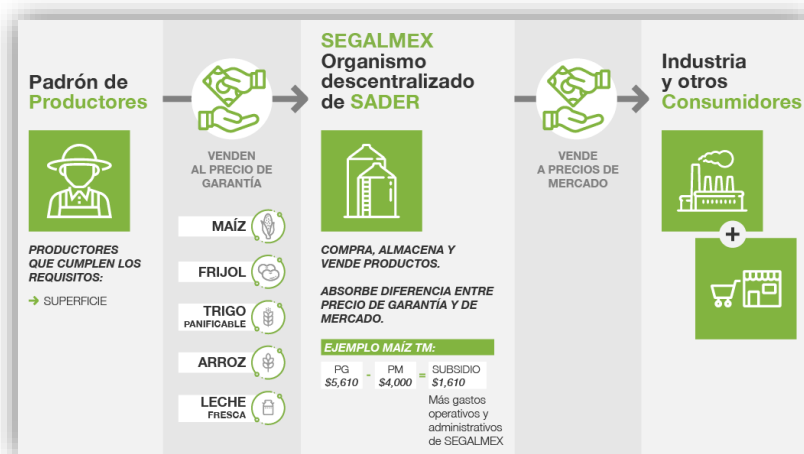 Padrón de
Productores
PRODUCTORES
QUE CUMPLEN LOS
REQUISITOS:
→ SUPERFICIE
VENDEN
AL PRECIO DE
GARANTÍA
MAÍZ
FRIJOL
TRIGO
PANIFICABLE
ARROZ
LECHE
FRESCA
SEGALMEX
Organismo
descentralizado
de SADER
COMPRA, ALMACENA Y
VENDE PRODUCTOS.
ABSORBE DIFERENCIA ENTRE
PRECIO DE GARANTÍA Y DE
MERCADO.
EJEMPLO MAÍZ TM:
PG - PM = SUBSIDIO
$5,610 $4,000 $1,610
Más gastos
operativos y
administrativos
de SEGALMEX
VENDE
A PRECIOS DE
MERCADO
Industria
y otros
Consumidores
+